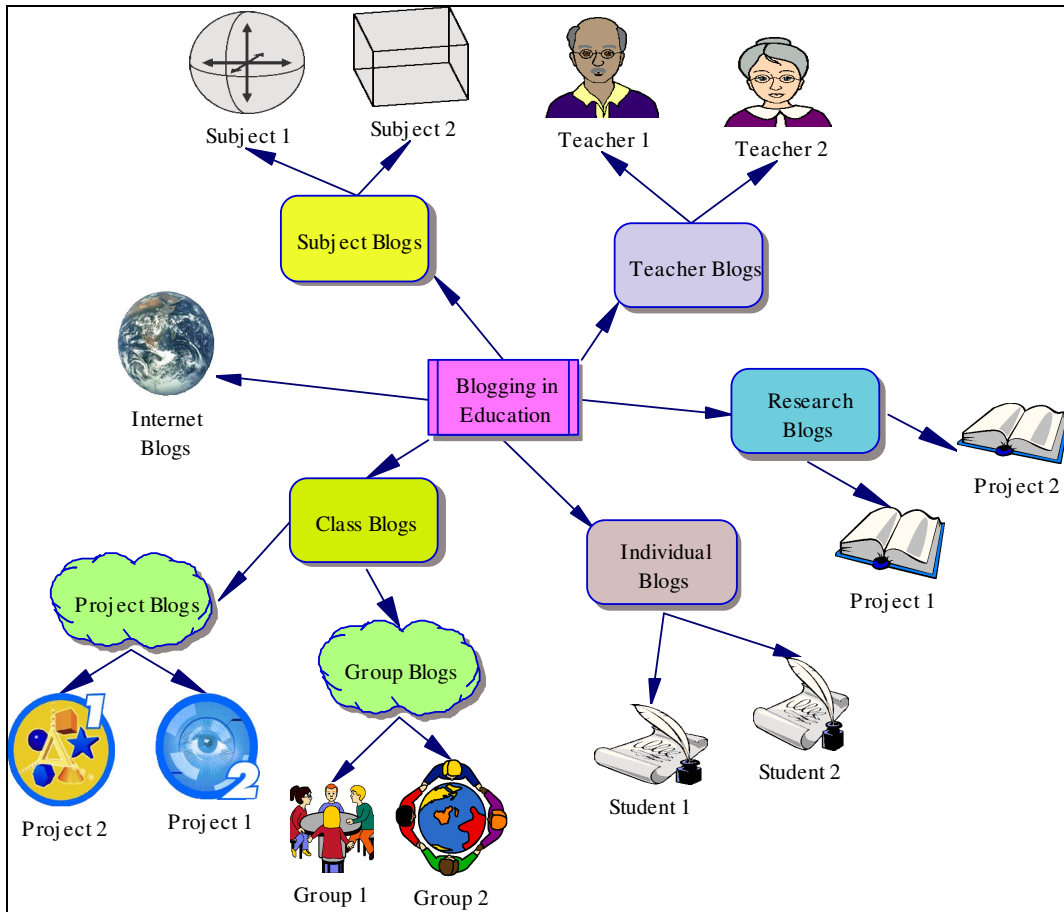 Subject 1
Subject 2
Teacher 1
Teacher 2
Subject Blogs
Teacher Blogs
Internet
Blogs
Blogging in
Education
Research
Blogs
Project 2
Project 1
Class Blogs
Individual
Blogs
Project Blogs
Group Blogs
1
Project 2
2
Project 1
Group 1
Group 2
Student 1
Student 2